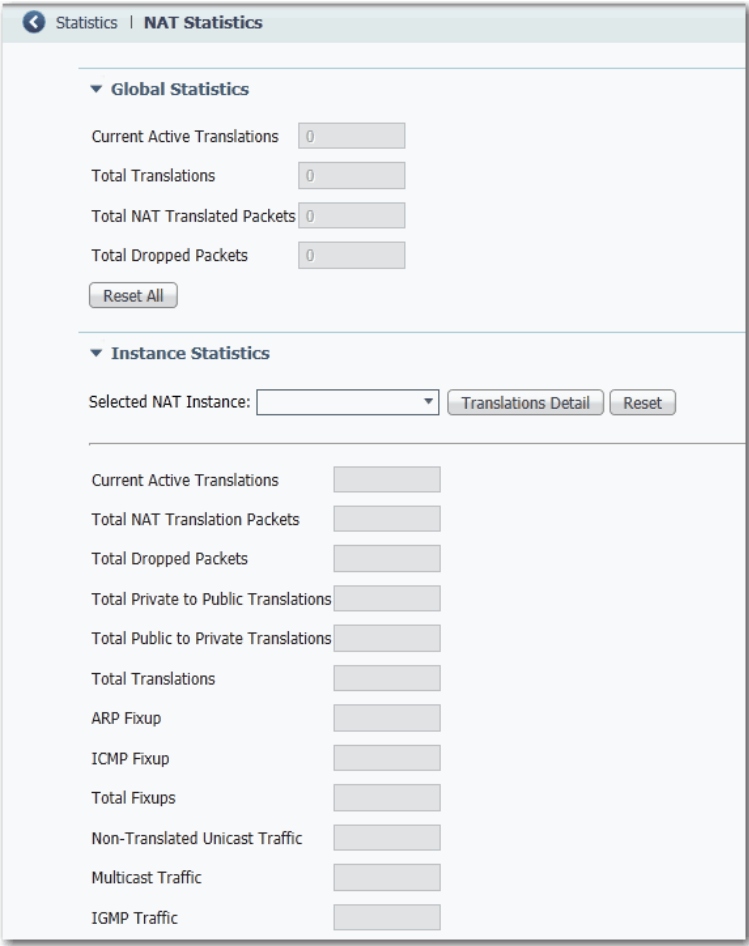 Statistics | NAT Statistics
Global Statistics
Current Active Translations 0
Total Translations 0
Total NAT Translated Packets 0
Total Dropped Packets 0
Reset All
Instance Statistics
Selected NAT Instance: Translations Detail Reset
Current Active Translations
Total NAT Translation Packets
Total Dropped Packets
Total Private to Public Translations
Total Public to Private Translations
Total Translations
ARP Fixup
ICMP Fixup
Total Fixups
Non-Translated Unicast Traffic
Multicast Traffic
IGMP Traffic